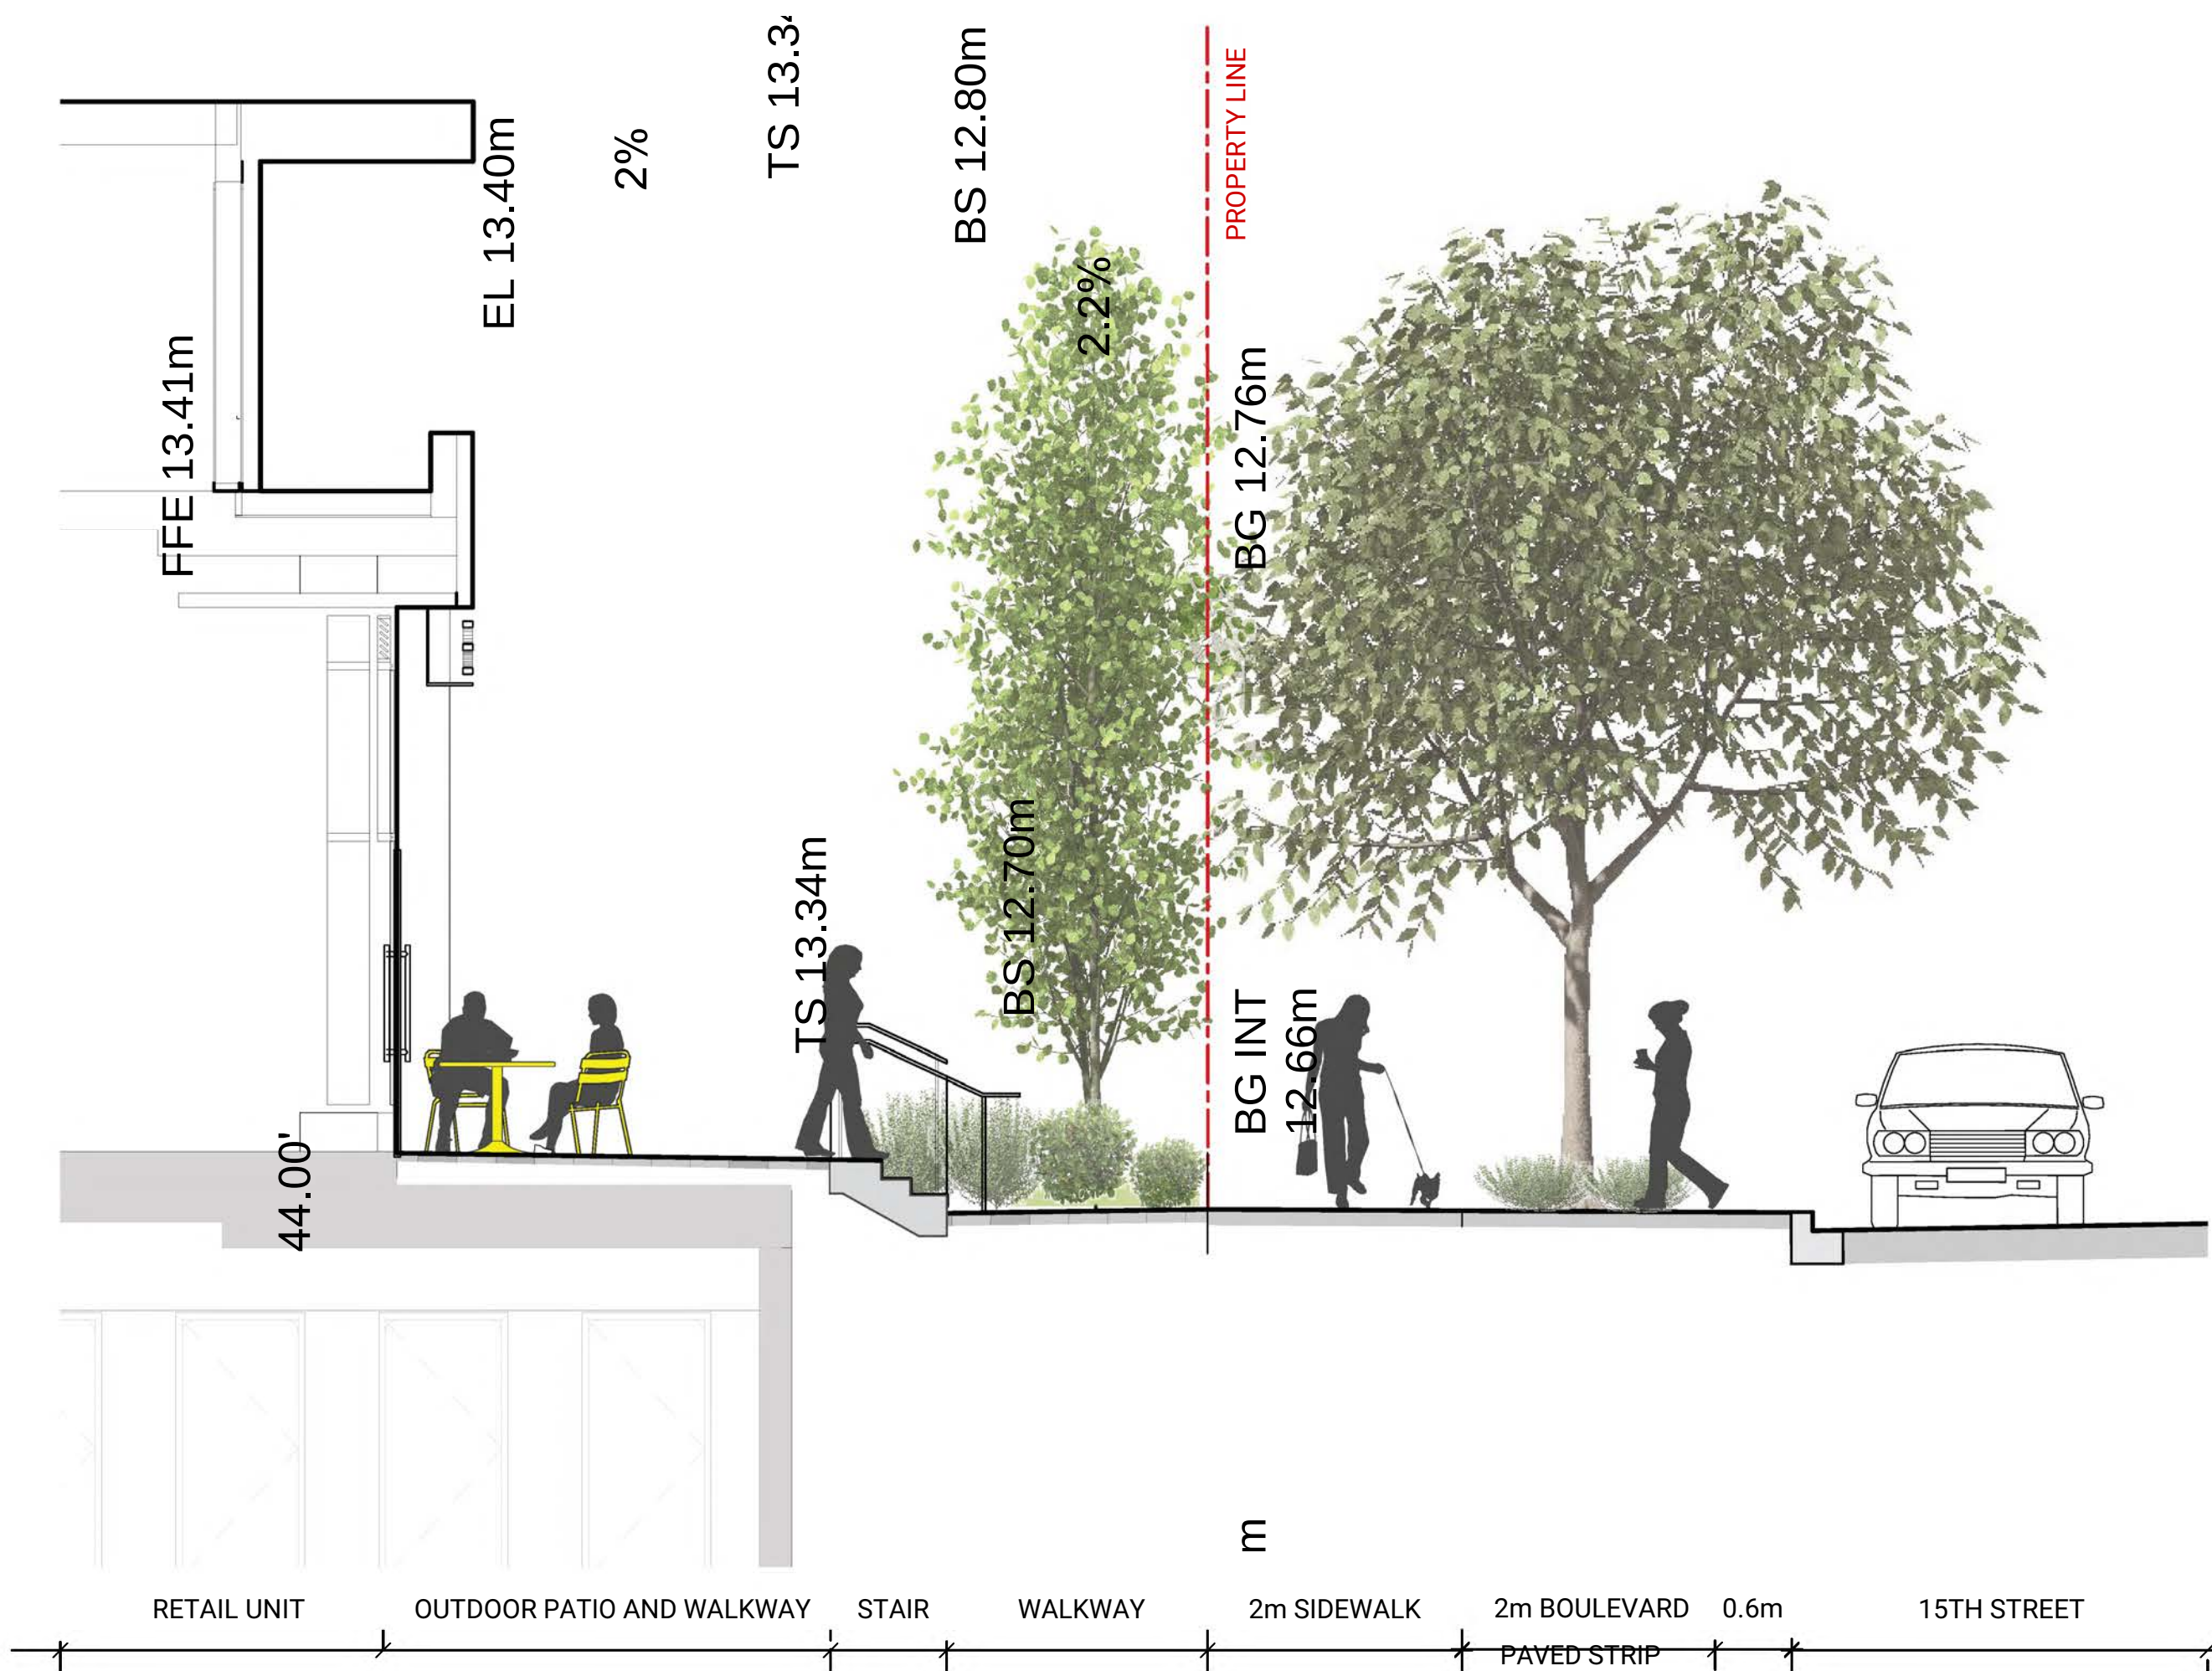 TS 13.34
BS 12.80m
PROPERTY LINE
EL 13.40m
2%
2.2%
FFE 13.41m
BG 12.76m
TS 13.34m
BS 12.70m
BG INT
12.66m
44.00'
m
RETAIL UNIT
OUTDOOR PATIO AND WALKWAY
STAIR
WALKWAY
2m SIDEWALK
2m BOULEVARD
0.6m
15TH STREET
PAVED STRIP